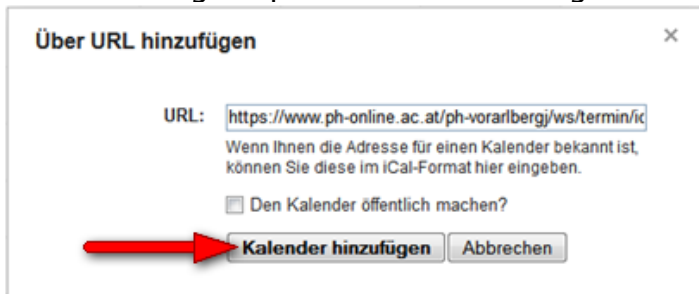 Über URL hinzufügen
URL: https://www.ph-online.ac.at/ph-vorarlbergj/ws/termin/ic
Wenn Ihnen die Adresse für einen Kalender bekannt ist,
können Sie diese im iCal-Format hier eingeben.
Den Kalender öffentlich machen?
Kalender hinzufügen Abbrechen